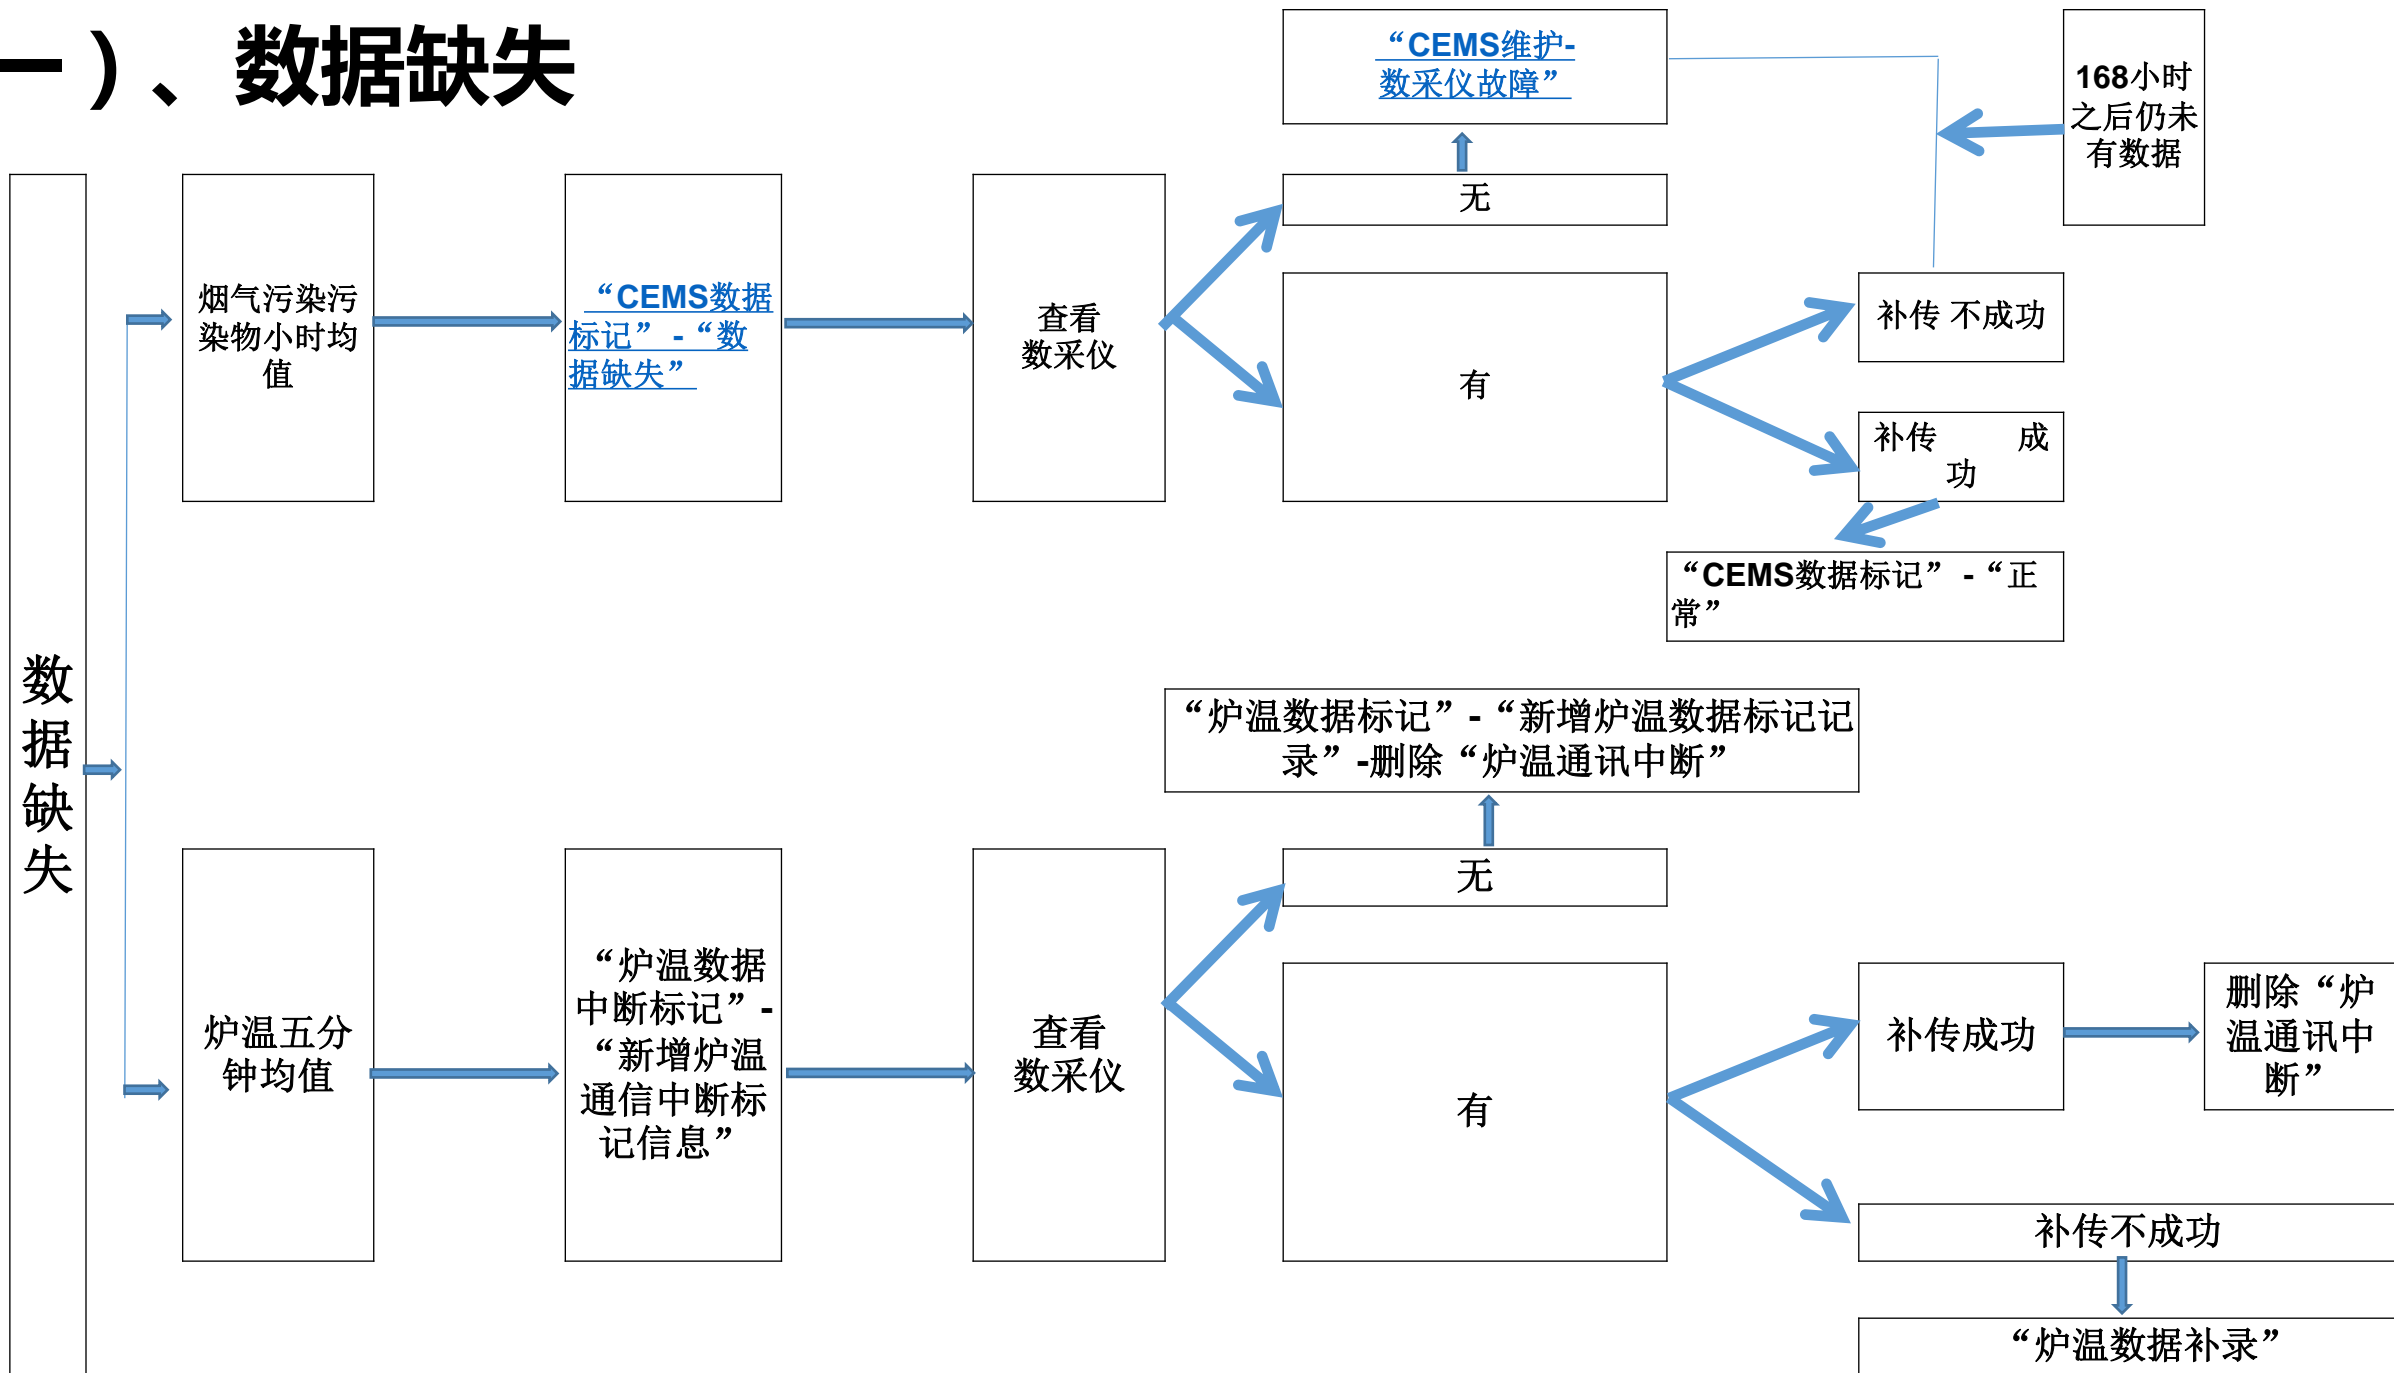 一）、数据缺失
“CEMS维护-
数采仪故障”
168小时
之后仍未
有数据
无
烟气污染污
染物小时均
值
“CEMS数据
标记” -“数
据缺失”
查看
数采仪
有
补传 不成功
补传 成
功
“CEMS数据标记” -“正
常”
数
据
缺
失
“炉温数据标记”-“新增炉温数据标记记
录”-删除“炉温通讯中断”
无
炉温五分
钟均值
“炉温数据
中断标记”-
“新增炉温
通信中断标
记信息”
查看
数采仪
有
补传成功
删除“炉
温通讯中
断”
补传不成功
“炉温数据补录”